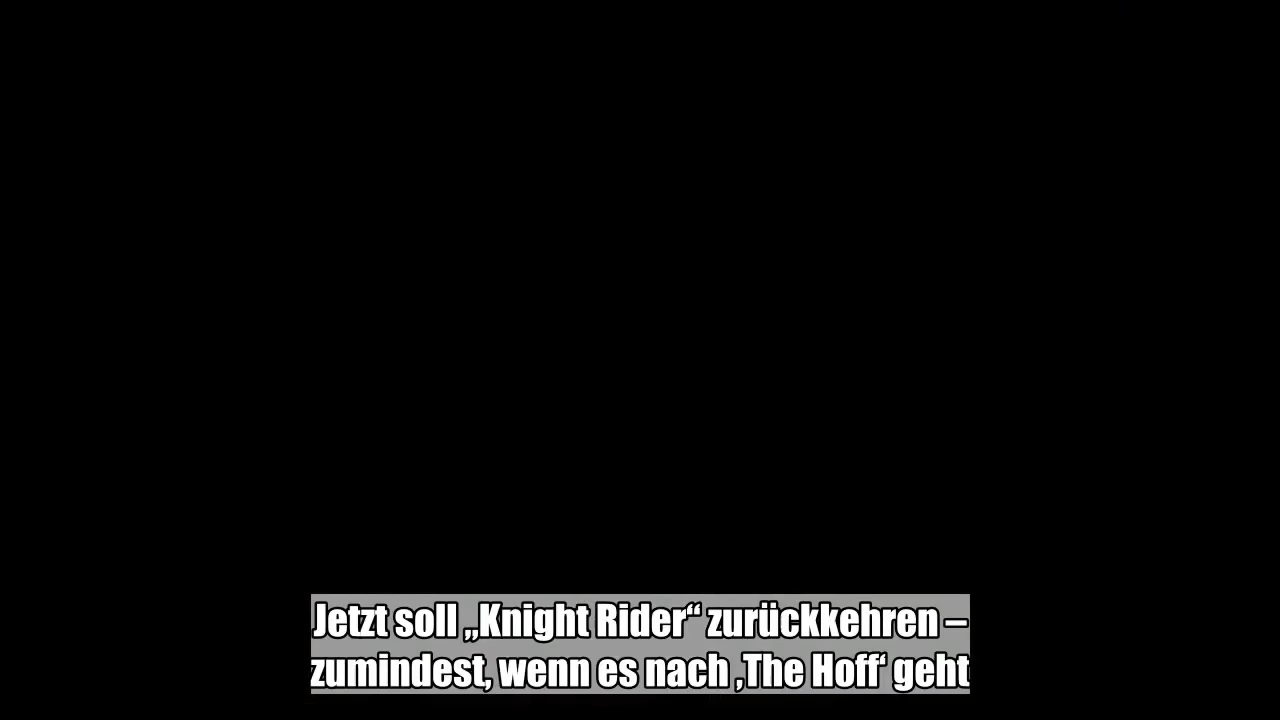 Jetzt soll „Knight Rider“ zurückkehren –
zumindest, wenn es nach ‚The Hoff‘ geht